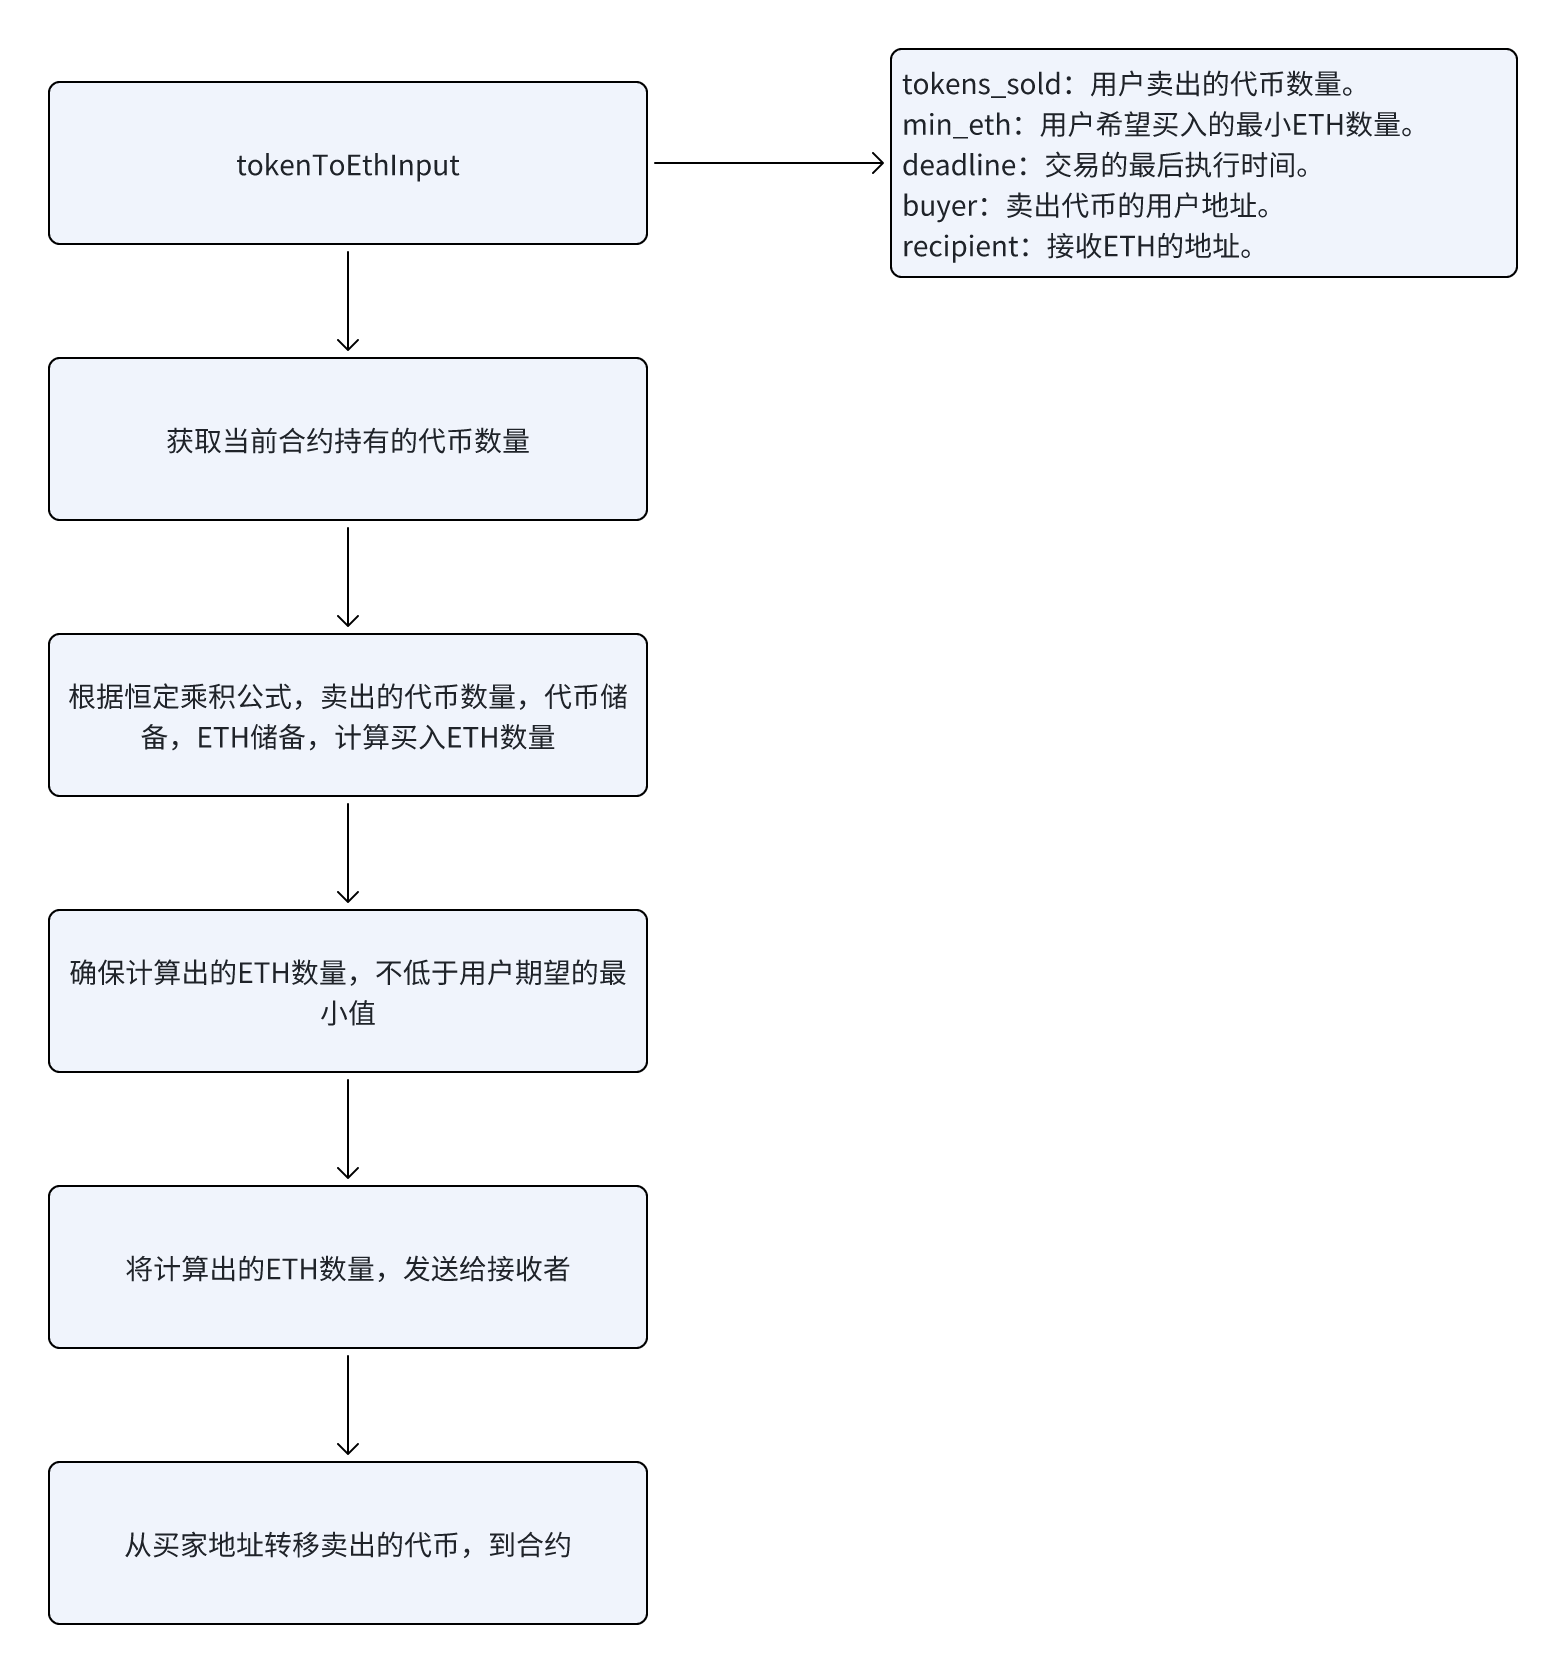 tokenToEthInput
tokens_sold：用户卖出的代币数量。
min_eth：用户希望买入的最小ETH数量。
deadline：交易的最后执行时间。
buyer：卖出代币的用户地址。
recipient：接收ETH的地址。
获取当前合约持有的代币数量
根据恒定乘积公式，卖出的代币数量，代币储
备，ETH储备，计算买入ETH数量
确保计算出的ETH数量，不低于用户期望的最
小值
将计算出的ETH数量，发送给接收者
从买家地址转移卖出的代币，到合约